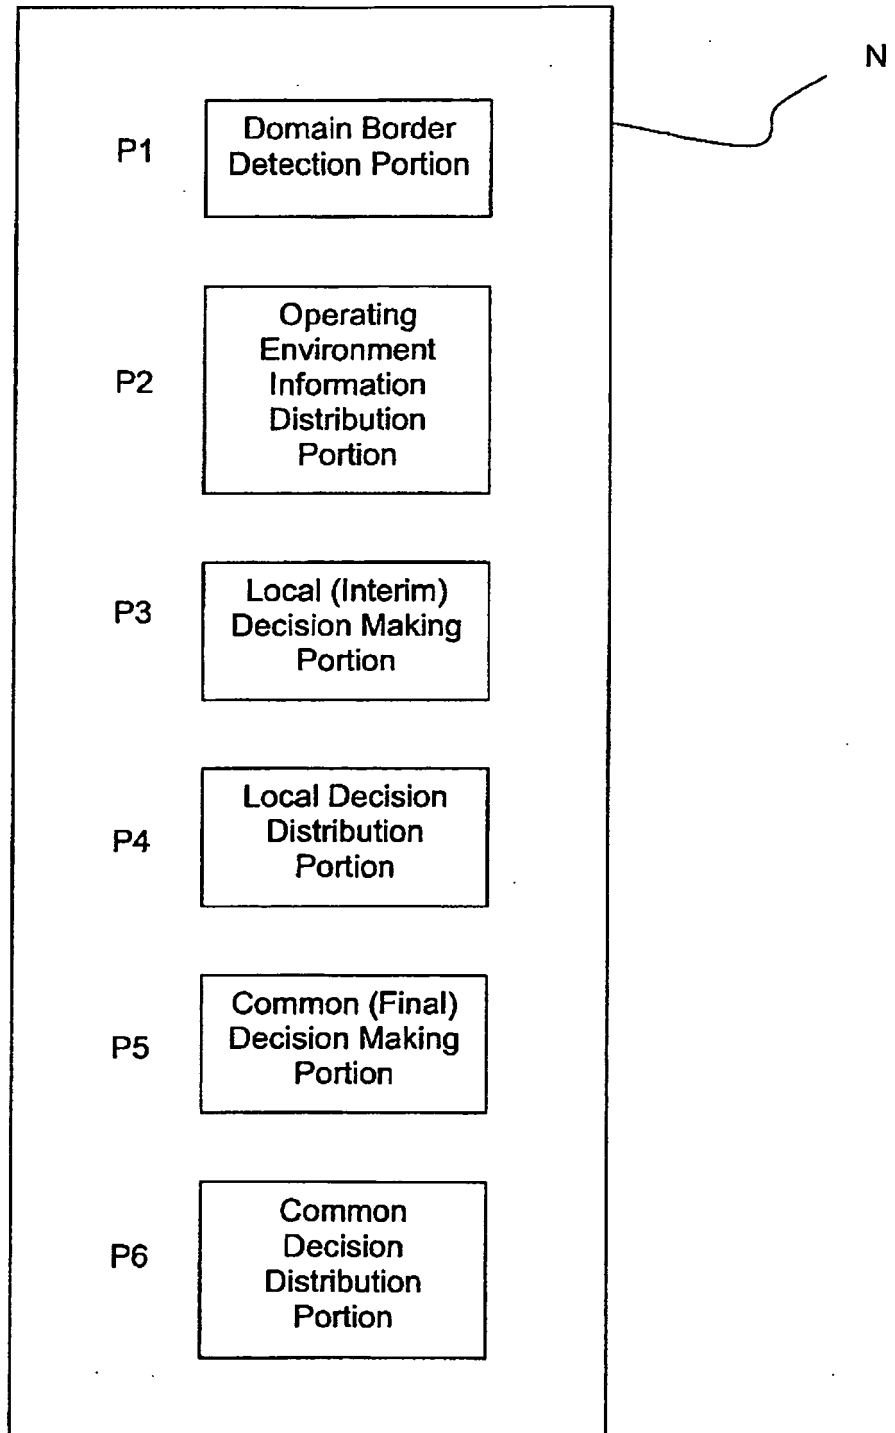 N
P1
Domain Border
Detection Portion
P2
Operating
Environment
Information
Distribution
Portion
P3
Local (Interim)
Decision Making
Portion
P4
Local Decision
Distribution
Portion
P5
Common (Final)
Decision Making
Portion
P6
Common
Decision
Distribution
Portion